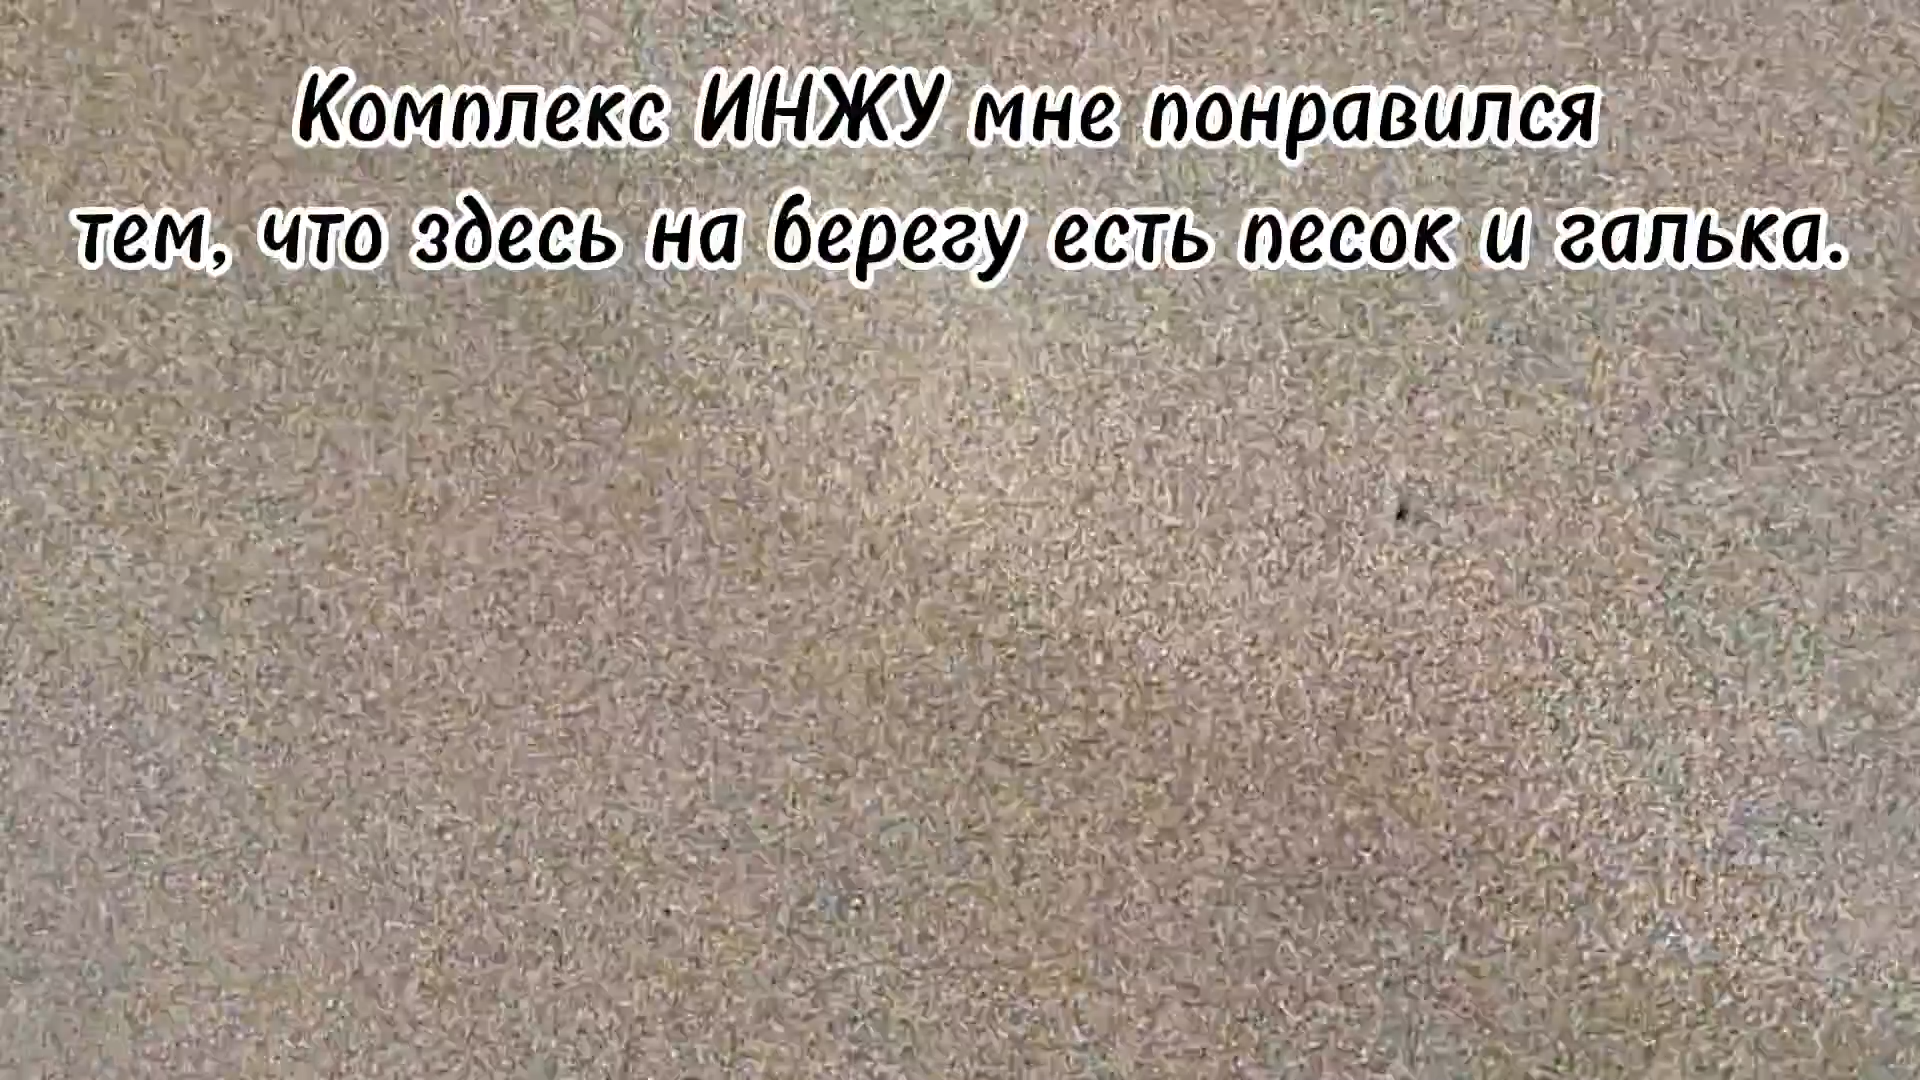 Комплекс ИНЖУ мне понравился
тем, что здесь на берегу есть песок и галька.